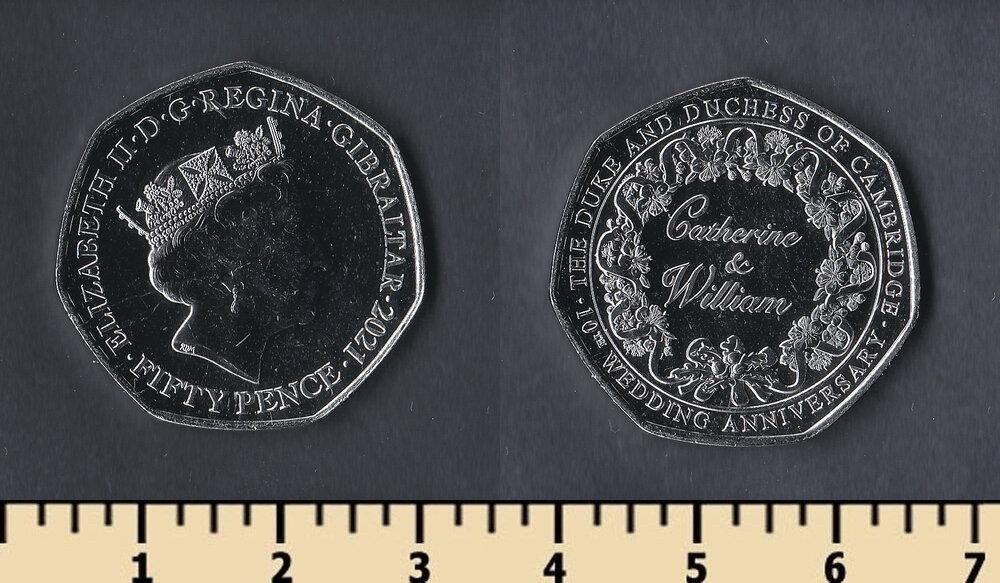 ELIZABETH II · D · G · REGINA · GIBRALTAR · 2021 ·
FIFTY PENCE ·
· THE DUKE AND DUCHESS OF CAMBRIDGE ·
10TH WEDDING ANNIVERSARY
Catherine
&
William
1 2 3 4 5 6 7